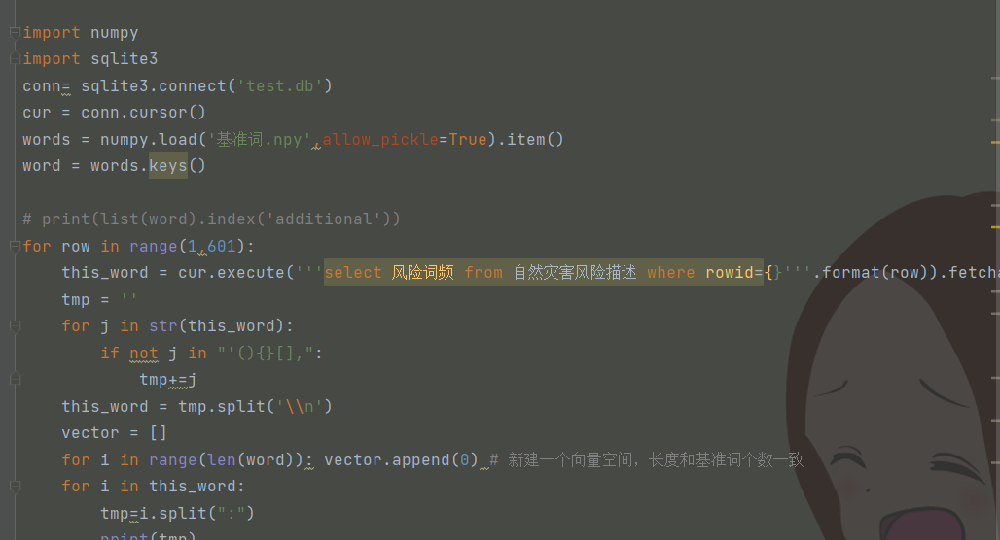 import numpy
import sqlite3
conn= sqlite3.connect('test.db')
cur = conn.cursor()
words = numpy.load('基准词.npy',allow_pickle=True).item()
word = words.keys()
# print(list(word).index('additional'))
for row in range(1,601):
this_word = cur.execute('''select 风险词频 from 自然灾害风险描述 where rowid={}'''.format(row)).fetcha
tmp = ''
for j in str(this_word):
if not j in "'(){}[],":
tmp+=j
this_word = tmp.split('\\n')
vector = []
for i in range(len(word)): vector.append(0) # 新建一个向量空间，长度和基准词个数一致
for i in this_word:
tmp=i.split(":")
print(tmp)